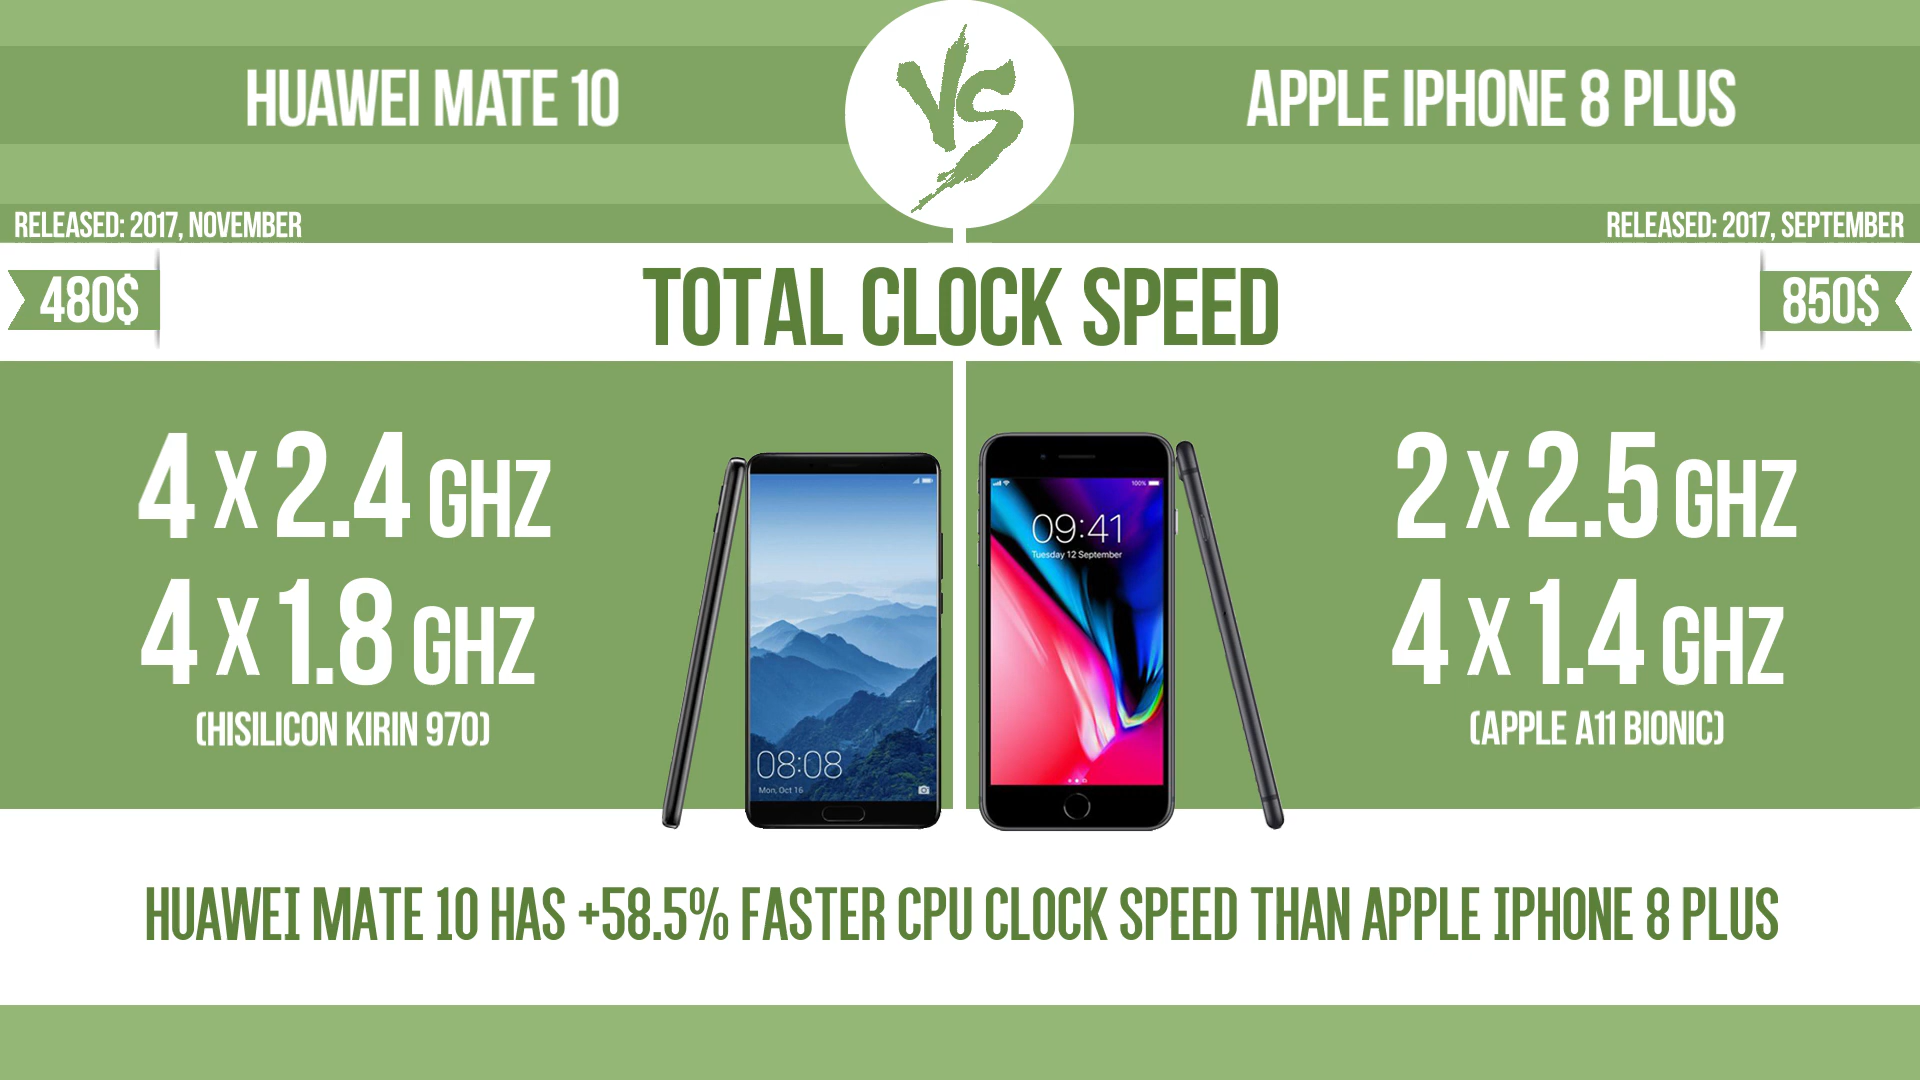 HUAWEI MATE 10
VS
APPLE IPHONE 8 PLUS
RELEASED: 2017, NOVEMBER
RELEASED: 2017, SEPTEMBER
480$
TOTAL CLOCK SPEED
850$
4 X 2.4 GHZ
4 X 1.8 GHZ
(HISILICON KIRIN 970)
08:08
Mon, Oct 16
100%
09:41
Tuesday 12 September
2 X 2.5 GHZ
4 X 1.4 GHZ
(APPLE A11 BIONIC)
HUAWEI MATE 10 HAS +58.5% FASTER CPU CLOCK SPEED THAN APPLE IPHONE 8 PLUS